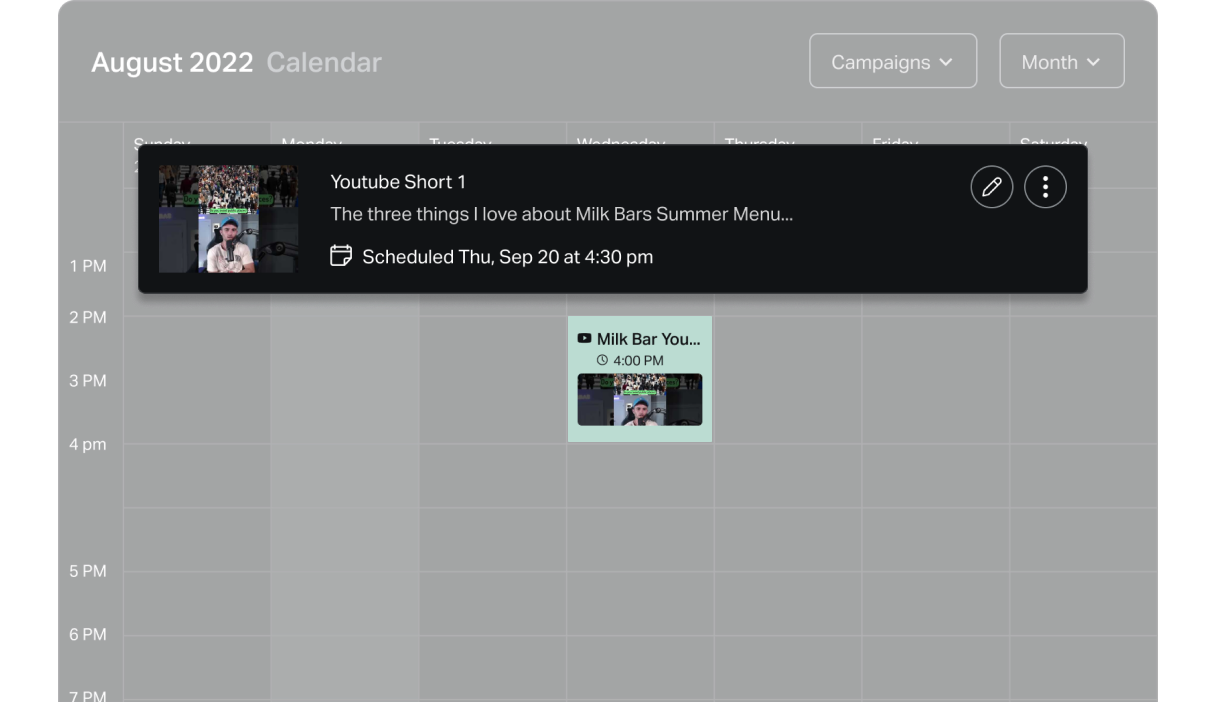 August 2022 Calendar
Campaigns
Month
Sunday
Monday
Tuesday
Wednesday
Thursday
Friday
Saturday
Youtube Short 1
The three things I love about Milk Bars Summer Menu...
Scheduled Thu, Sep 20 at 4:30 pm
1 PM
2 PM
Milk Bar You...
4:00 PM
3 PM
4 pm
5 PM
6 PM
7 PM